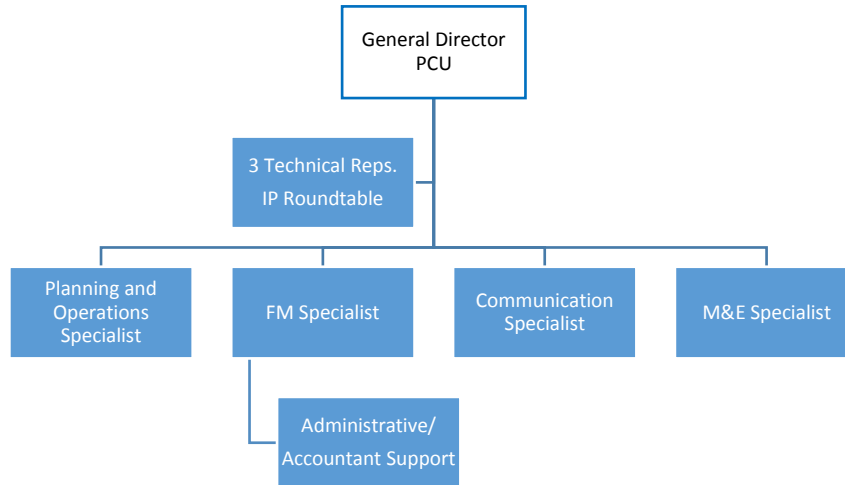 General Director
PCU
3 Technical Reps.
IP Roundtable
Planning and
Operations
Specialist
FM Specialist
Communication
Specialist
M&E Specialist
Administrative/
Accountant Support